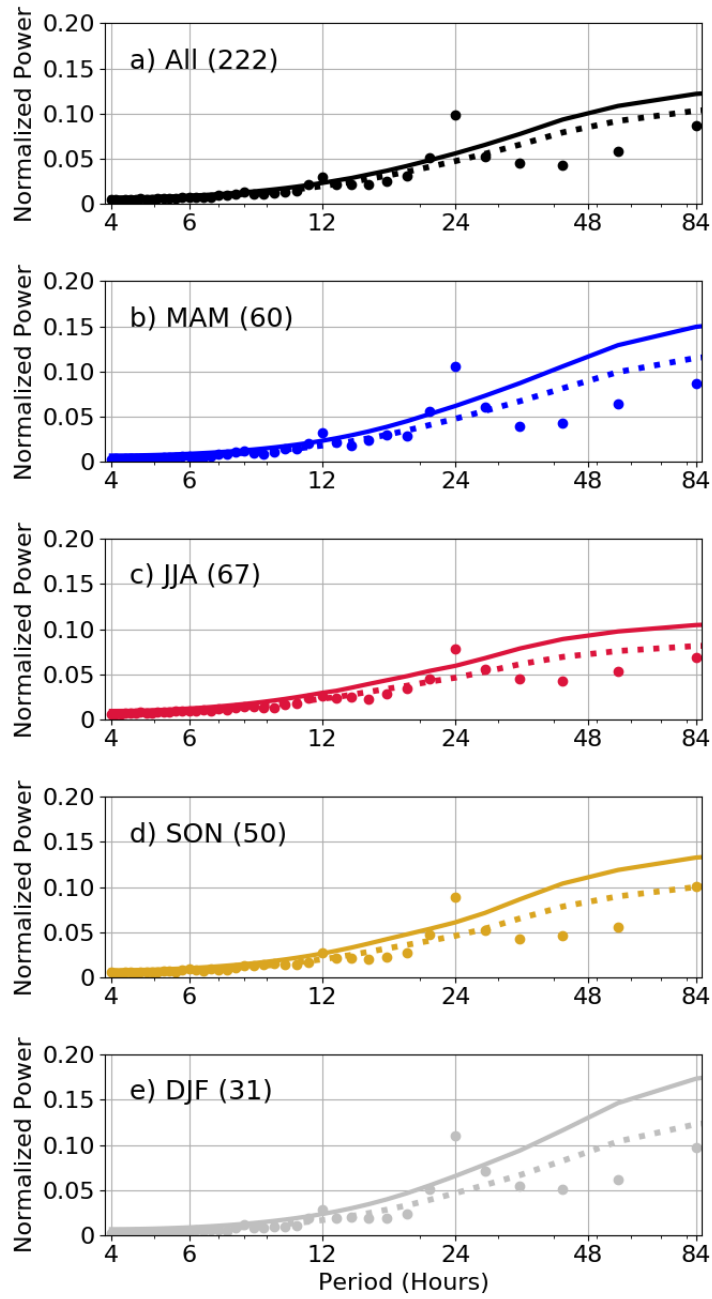 Normalized Power
0.20
0.15
0.10
0.05
0
a) All (222)
4 6 12 24 48 84
Normalized Power
0.20
0.15
0.10
0.05
0
b) MAM (60)
4 6 12 24 48 84
Normalized Power
0.20
0.15
0.10
0.05
0
c) JJA (67)
4 6 12 24 48 84
Normalized Power
0.20
0.15
0.10
0.05
0
d) SON (50)
4 6 12 24 48 84
Normalized Power
0.20
0.15
0.10
0.05
0
e) DJF (31)
4 6 12 24 48 84
Period (Hours)